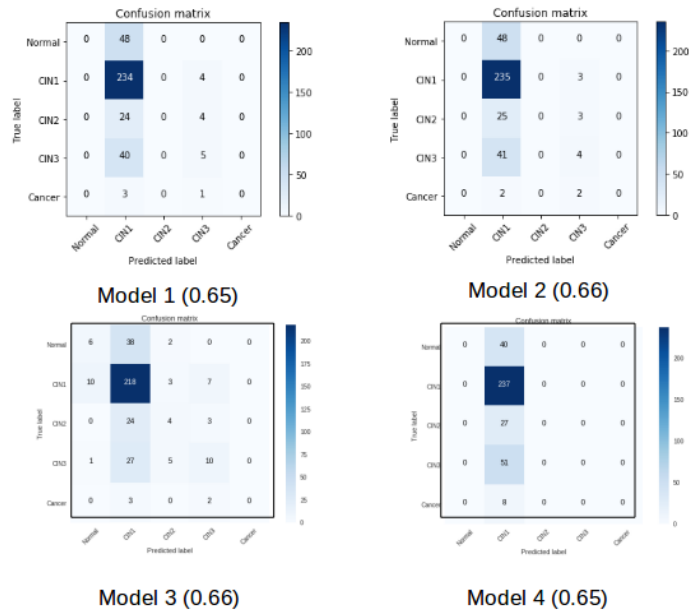 Confusion matrix
Normal 0 48 0 0 0
CIN1 0 234 0 4 0
CIN2 0 24 0 4 0
CIN3 0 40 0 5 0
Cancer 0 3 0 1 0
Normal CIN1 CIN2 CIN3 Cancer
True label
Predicted label
200
150
100
50
0
Model 1 (0.65)
Confusion matrix
Normal 0 48 0 0 0
CIN1 0 235 0 3 0
CIN2 0 25 0 3 0
CIN3 0 41 0 4 0
Cancer 0 2 0 2 0
Normal CIN1 CIN2 CIN3 Cancer
True label
Predicted label
200
150
100
50
0
Model 2 (0.66)
Confusion matrix
Normal 6 38 2 0 0
CIN1 10 218 3 7 0
CIN2 0 24 4 3 0
CIN3 1 27 5 10 0
Cancer 0 3 0 2 0
Normal CIN1 CIN2 CIN3 Cancer
True label
Predicted label
200
175
150
125
100
75
50
25
0
Model 3 (0.66)
Confusion matrix
Normal 0 40 0 0 0
CIN1 0 237 0 0 0
CIN2 0 27 0 0 0
CIN3 0 51 0 0 0
Cancer 0 8 0 0 0
Normal CIN1 CIN2 CIN3 Cancer
True label
Predicted label
200
150
100
50
0
Model 4 (0.65)